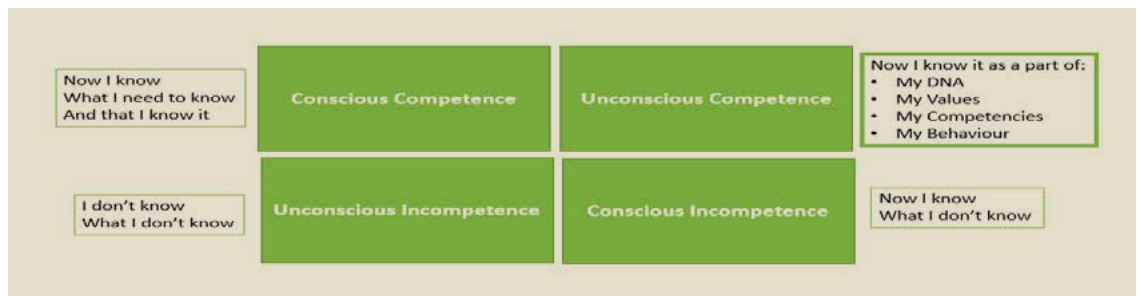 Now I know
What I need to know
And that I know it
Conscious Competence
Unconscious Competence
Now I know it as a part of:
• My DNA
• My Values
• My Competencies
• My Behaviour
I don't know
What I don't know
Unconscious Incompetence
Conscious Incompetence
Now I know
What I don't know